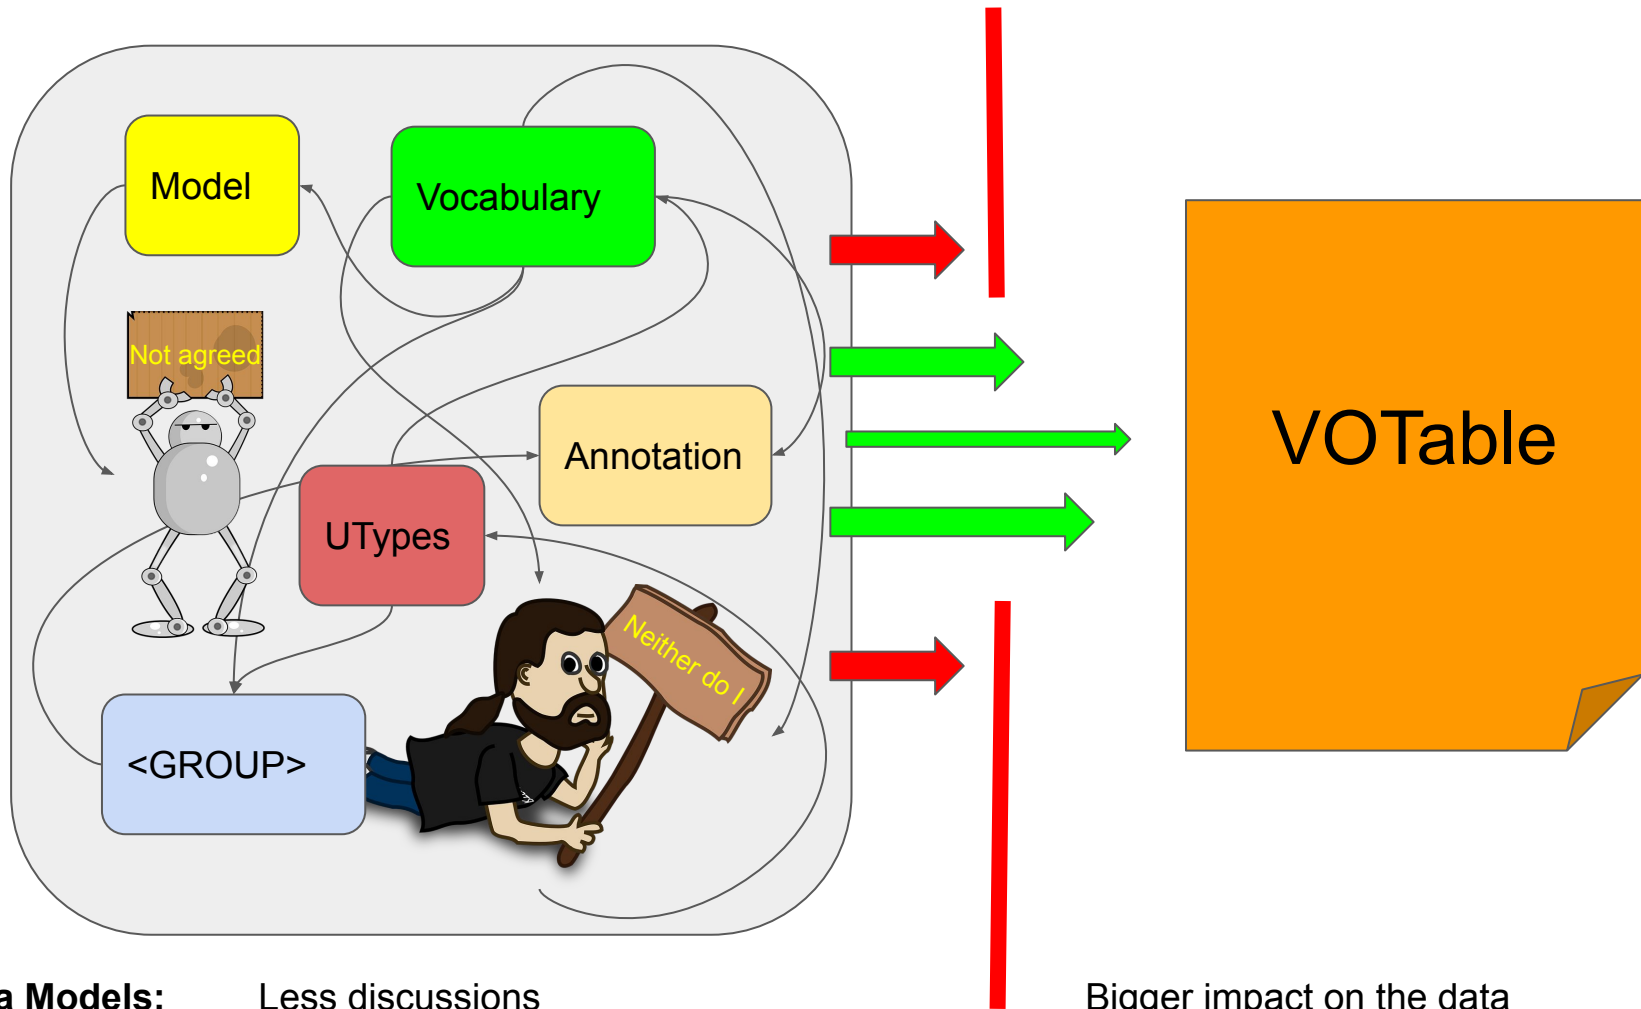 Model
Vocabulary
Not agreed
Annotation
VOTable
UTypes
Neither do I
<GROUP>
a Models:
Less discussions
Bigger impact on the data